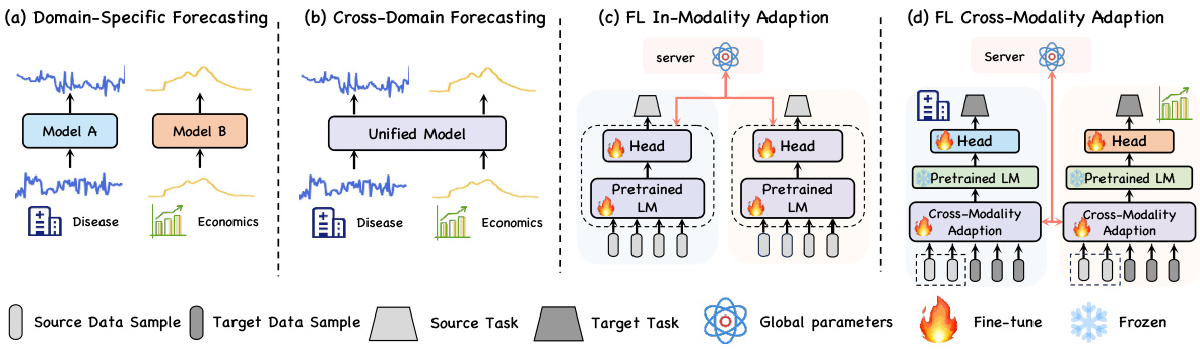 (a) Domain-Specific Forecasting
(b) Cross-Domain Forecasting
(c) FL In-Modality Adaption
(d) FL Cross-Modality Adaption
Model A
Model B
Disease
Economics
Unified Model
Disease
Economics
server
Head
Head
Pretrained
LM
Pretrained
LM
Server
Head
Head
Pretrained LM
Pretrained LM
Cross-Modality
Adaption
Cross-Modality
Adaption
Source Data Sample
Target Data Sample
Source Task
Target Task
Global parameters
Fine-tune
Frozen